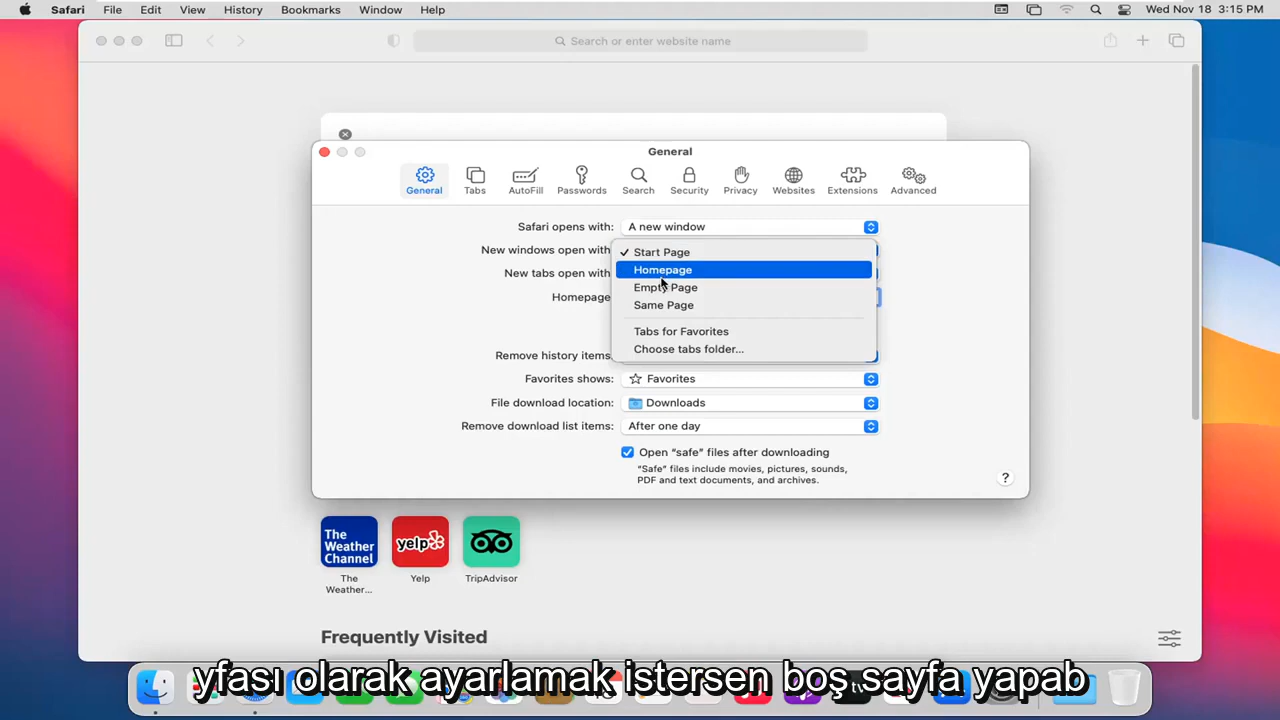 Safari File Edit View History Bookmarks Window Help Wed Nov 18 3:15 PM
Search or enter website name
General
General Tabs AutoFill Passwords Search Security Privacy Websites Extensions Advanced
Safari opens with: A new window
New windows open with
Start Page
Homepage
New tabs open with
Empty Page
Homepage
Same Page
Tabs for Favorites
Choose tabs folder...
Remove history items:
Favorites shows: Favorites
File download location: Downloads
Remove download list items: After one day
Open “safe” files after downloading
“Safe” files include movies, pictures, sounds,
PDF and text documents, and archives.
?
The
Weather
Channel
yelp
The
Weather...
Yelp
TripAdvisor
Frequently Visited
yfası olarak ayarlamak istersen boş sayfa yapab
tv